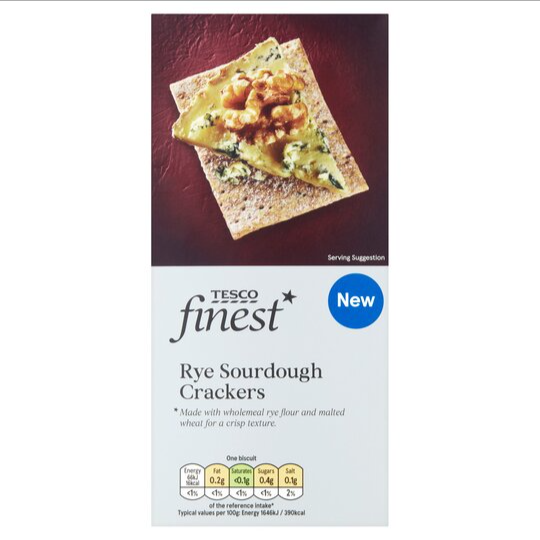 Serving Suggestion
TESCO
finest*
New
Rye Sourdough
Crackers
*Made with wholemeal rye flour and malted
wheat for a crisp texture.
One biscuit
Energy Fat Saturates Sugars Salt
66kJ
16kcal 0.2g <0.1g 0.4g 0.1g
<1% <1% <1% <1% 2%
of the reference intake*
Typical values per 100g: Energy 1646kJ / 390kcal